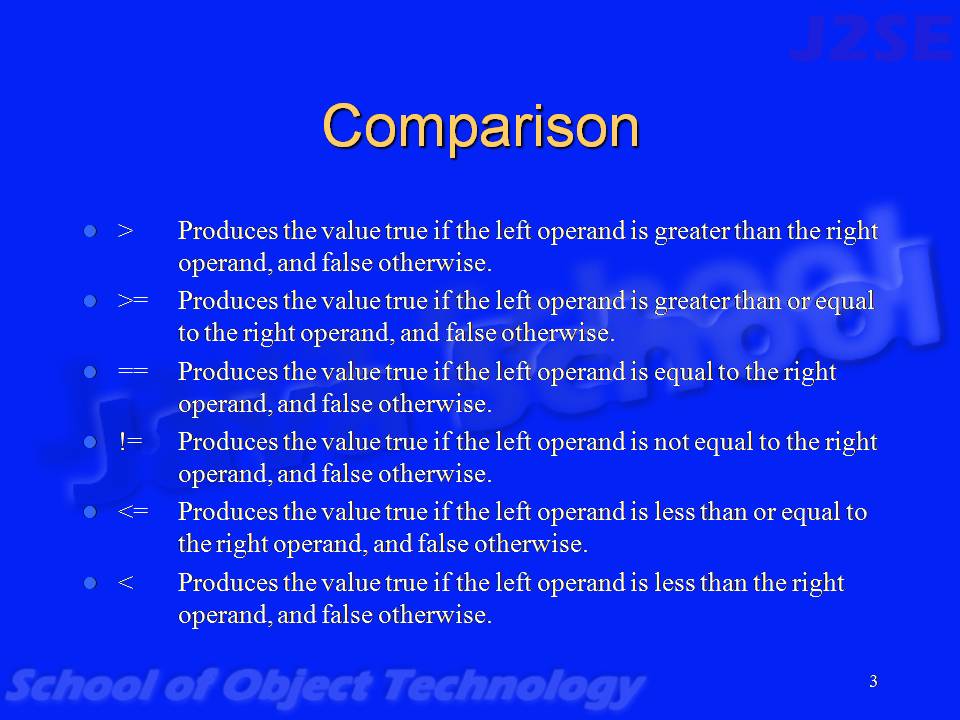 J2SE
Comparison
> Produces the value true if the left operand is greater than the right
operand, and false otherwise.
>= Produces the value true if the left operand is greater than or equal
to the right operand, and false otherwise.
== Produces the value true if the left operand is equal to the right
operand, and false otherwise.
!= Produces the value true if the left operand is not equal to the right
operand, and false otherwise.
<= Produces the value true if the left operand is less than or equal to
the right operand, and false otherwise.
< Produces the value true if the left operand is less than the right
operand, and false otherwise.
Java School
School of Object Technology
3